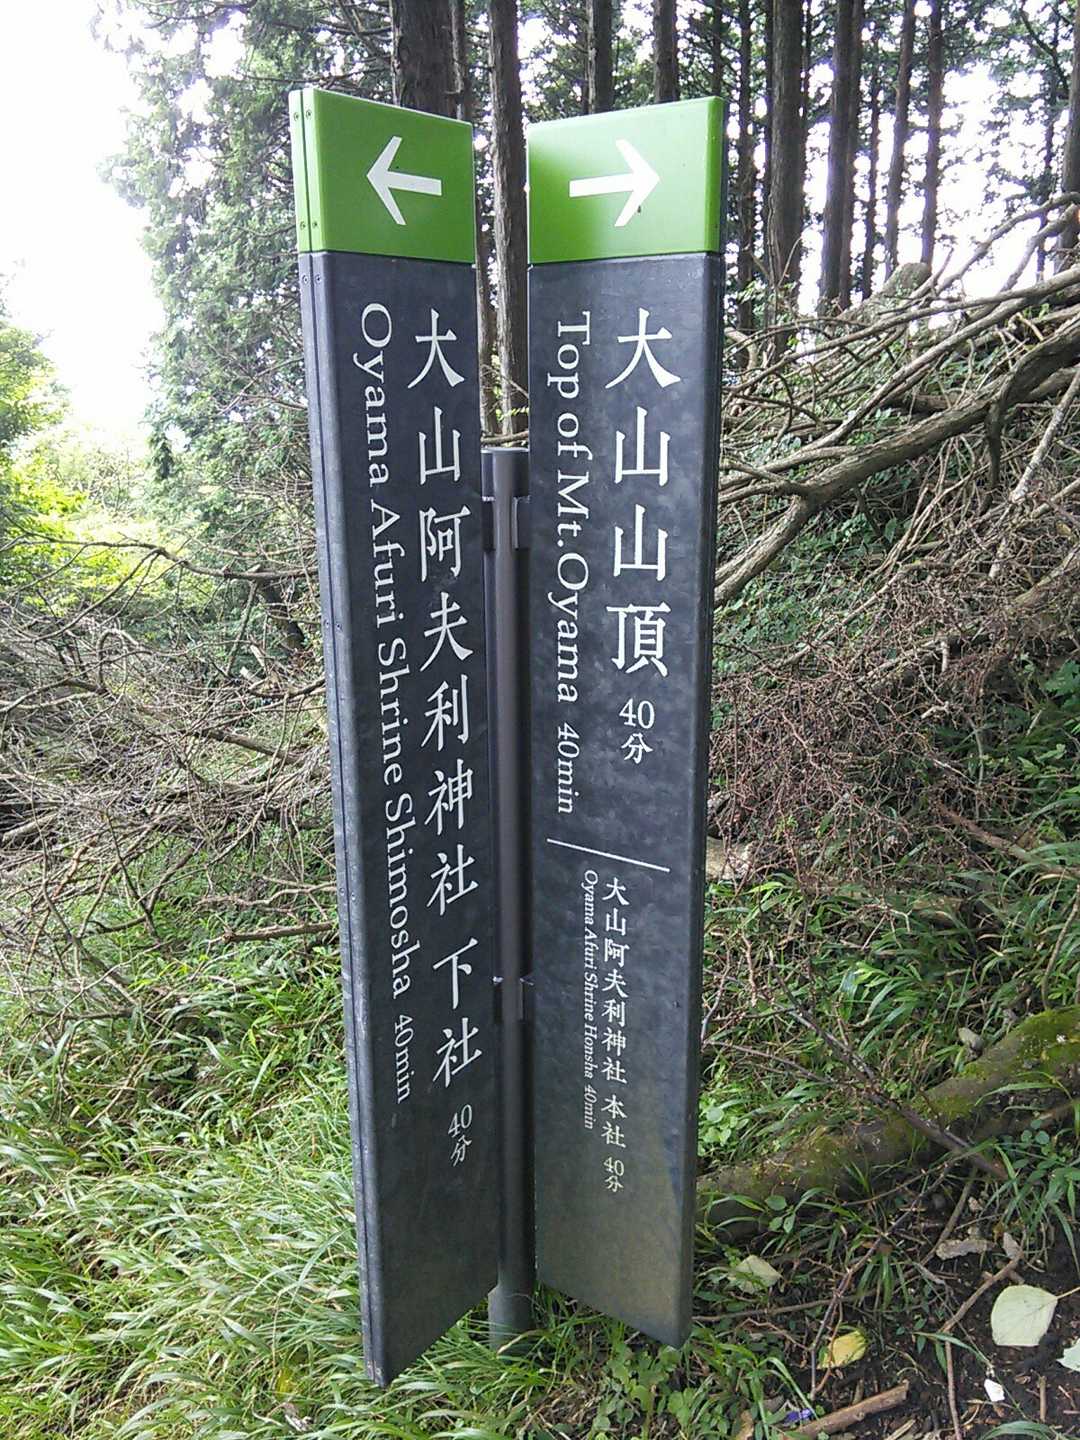 大山阿夫利神社 下社 40分
Oyama Afuri Shrine Shimosha 40min
大山山頂 40分
Top of Mt.Oyama 40min
大山阿夫利神社 本社 40分
Oyama Afuri Shrine Honsha 40min